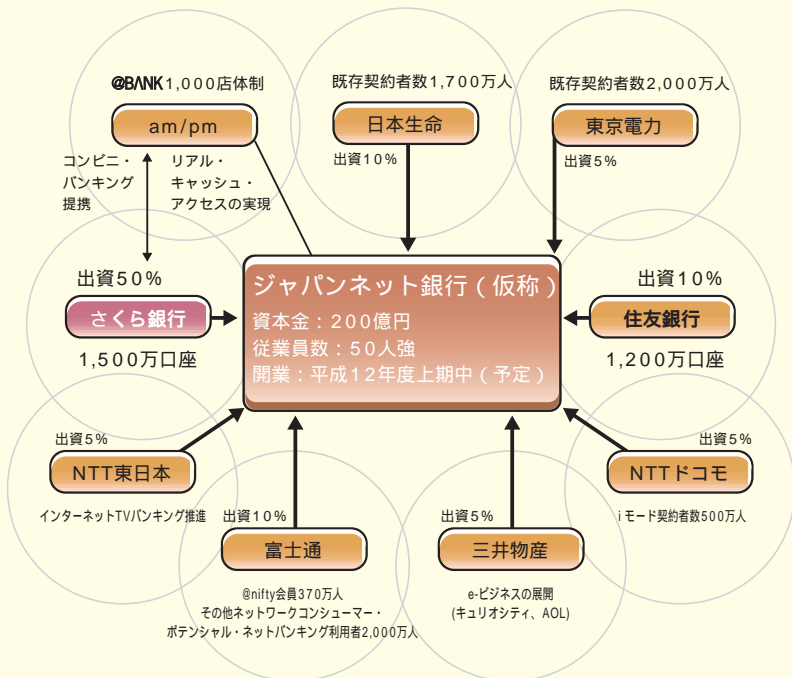 @BANK 1,000店体制
am/pm
コンビニ・
バンキング
提携
リアル・
キャッシュ・
アクセスの実現
既存契約者数1,700万人
日本生命
出資10%
既存契約者数2,000万人
東京電力
出資5%
出資50%
さくら銀行
1,500万口座
ジャパンネット銀行(仮称)
資本金:200億円
従業員数:50人強
開業:平成12年度上期中(予定)
出資10%
住友銀行
1,200万口座
出資5%
NTT東日本
インターネットTVバンキング推進
出資10%
富士通
@nifty会員370万人
その他ネットワークコンシューマー・
ポテンシャル・ネットバンキング利用者2,000万人
出資5%
三井物産
e-ビジネスの展開
(キュリオシティ、AOL)
出資5%
NTTドコモ
iモード契約者数500万人